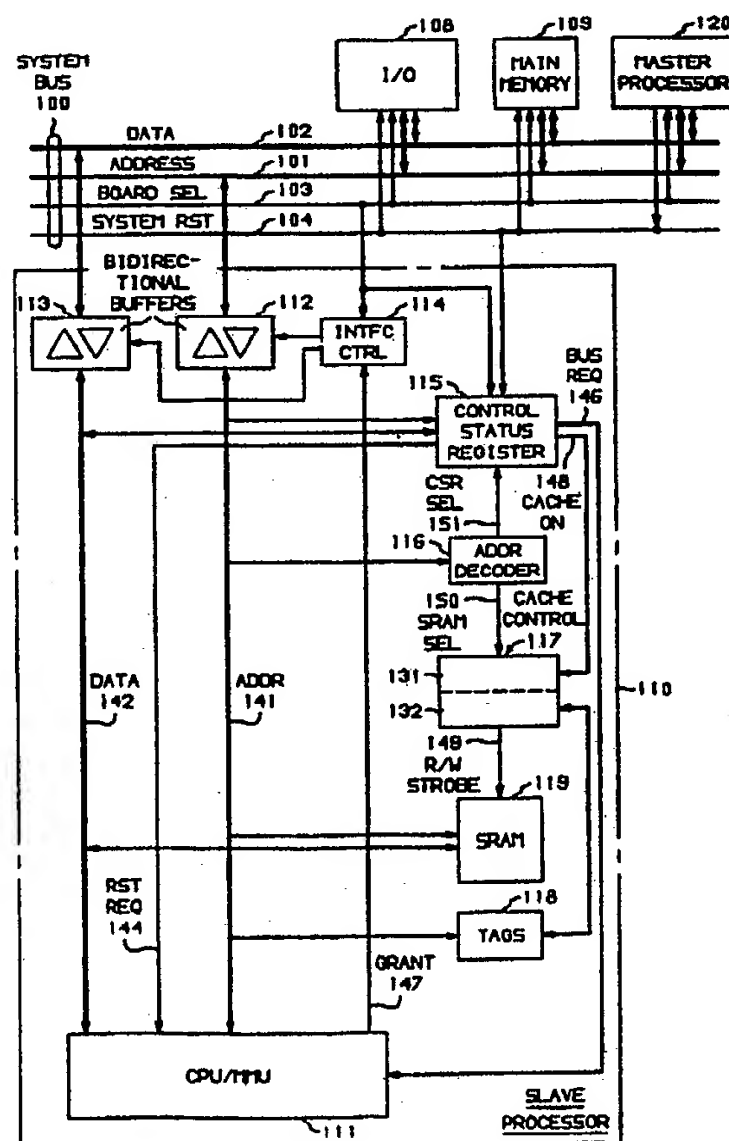 108
109
120
SYSTEM
BUS
100
I/O
MAIN
MEMORY
MASTER
PROCESSOR
DATA
102
ADDRESS
101
BOARD SEL
103
SYSTEM RST
104
BIDIREC-
TIONAL
BUFFERS
113
112
114
INTFC
CTRL
BUS
REQ
146
115
CONTROL
STATUS
REGISTER
148
CACHE
ON
CSR
SEL
151
116
ADDR
DECODER
150
SRAM
SEL
CACHE
CONTROL
117
131
132
110
DATA
142
ADDR
141
149
R/W
STROBE
119
SRAM
RST
REQ
144
118
TAGS
GRANT
147
CPU/MMU
111
SLAVE
PROCESSOR